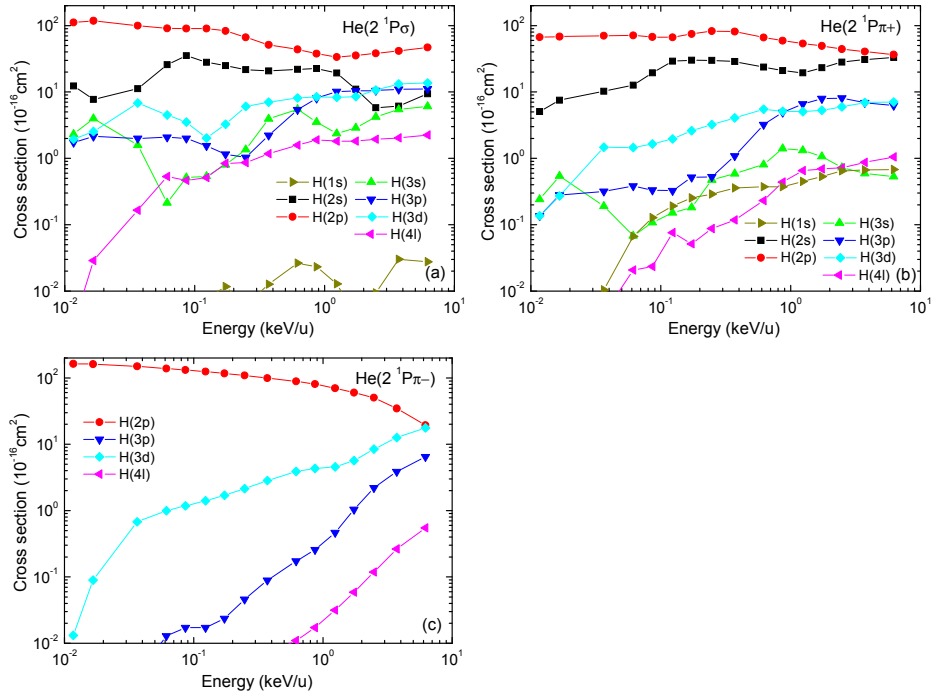 He(2 ¹Pσ)
Cross section (10⁻¹⁶cm²)
10²
10¹
10⁰
10⁻¹
10⁻²
H(1s)
H(2s)
H(2p)
H(3s)
H(3p)
H(3d)
H(4l)
(a)
10⁻² 10⁻¹ 10⁰ 10¹
Energy (keV/u)
He(2 ¹Pπ+)
Cross section (10⁻¹⁶cm²)
10²
10¹
10⁰
10⁻¹
10⁻²
H(1s)
H(2s)
H(2p)
H(3s)
H(3p)
H(3d)
H(4l)
(b)
10⁻² 10⁻¹ 10⁰ 10¹
Energy (keV/u)
He(2 ¹Pπ−)
Cross section (10⁻¹⁶cm²)
10²
10¹
10⁰
10⁻¹
10⁻²
H(2p)
H(3p)
H(3d)
H(4l)
(c)
10⁻² 10⁻¹ 10⁰ 10¹
Energy (keV/u)